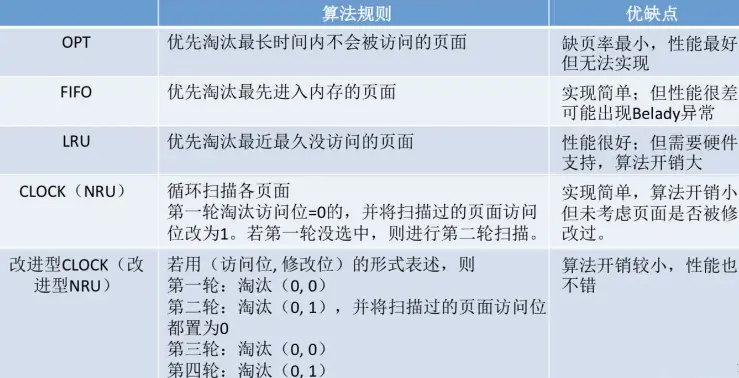 算法规则
优缺点
OPT
优先淘汰最长时间内不会被访问的页面
缺页率最小，性能最好
但无法实现
FIFO
优先淘汰最先进入内存的页面
实现简单；但性能很差
可能出现Belady异常
LRU
优先淘汰最近最久没访问的页面
性能很好；但需要硬件
支持，算法开销大
CLOCK（NRU）
循环扫描各页面
第一轮淘汰访问位=0的，并将扫描过的页面访问
位改为1。若第一轮没选中，则进行第二轮扫描。
实现简单，算法开销小
但未考虑页面是否被修
改过。
改进型CLOCK（改
进型NRU）
若用（访问位, 修改位）的形式表述，则
第一轮：淘汰（0, 0）
第二轮：淘汰（0, 1），并将扫描过的页面访问位
都置为0
第三轮：淘汰（0, 0）
第四轮：淘汰（0, 1）
算法开销较小，性能也
不错